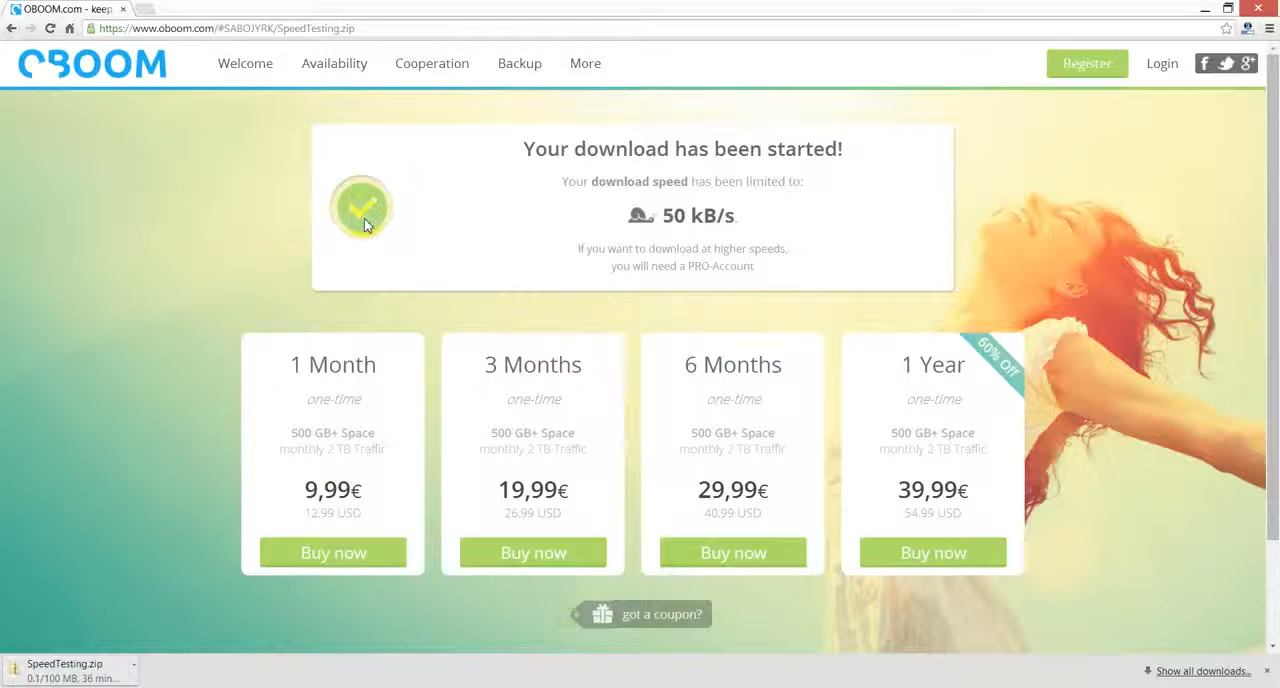 OBOOM.com - keep
https://www.oboom.com/#SABOJYRK/SpeedTesting.zip
OBOOM
Welcome
Availability
Cooperation
Backup
More
Register
Login
Your download has been started!
Your download speed has been limited to:
50 kB/s.
If you want to download at higher speeds,
you will need a PRO-Account
1 Month
one-time
500 GB+ Space
monthly 2 TB Traffic
9,99€
12.99 USD
Buy now
3 Months
one-time
500 GB+ Space
monthly 2 TB Traffic
19,99€
26.99 USD
Buy now
6 Months
one-time
500 GB+ Space
monthly 2 TB Traffic
29,99€
40.99 USD
Buy now
60% Off
1 Year
one-time
500 GB+ Space
monthly 2 TB Traffic
39,99€
54.99 USD
Buy now
got a coupon?
SpeedTesting.zip
0.1/100 MB, 36 min...
Show all downloads...